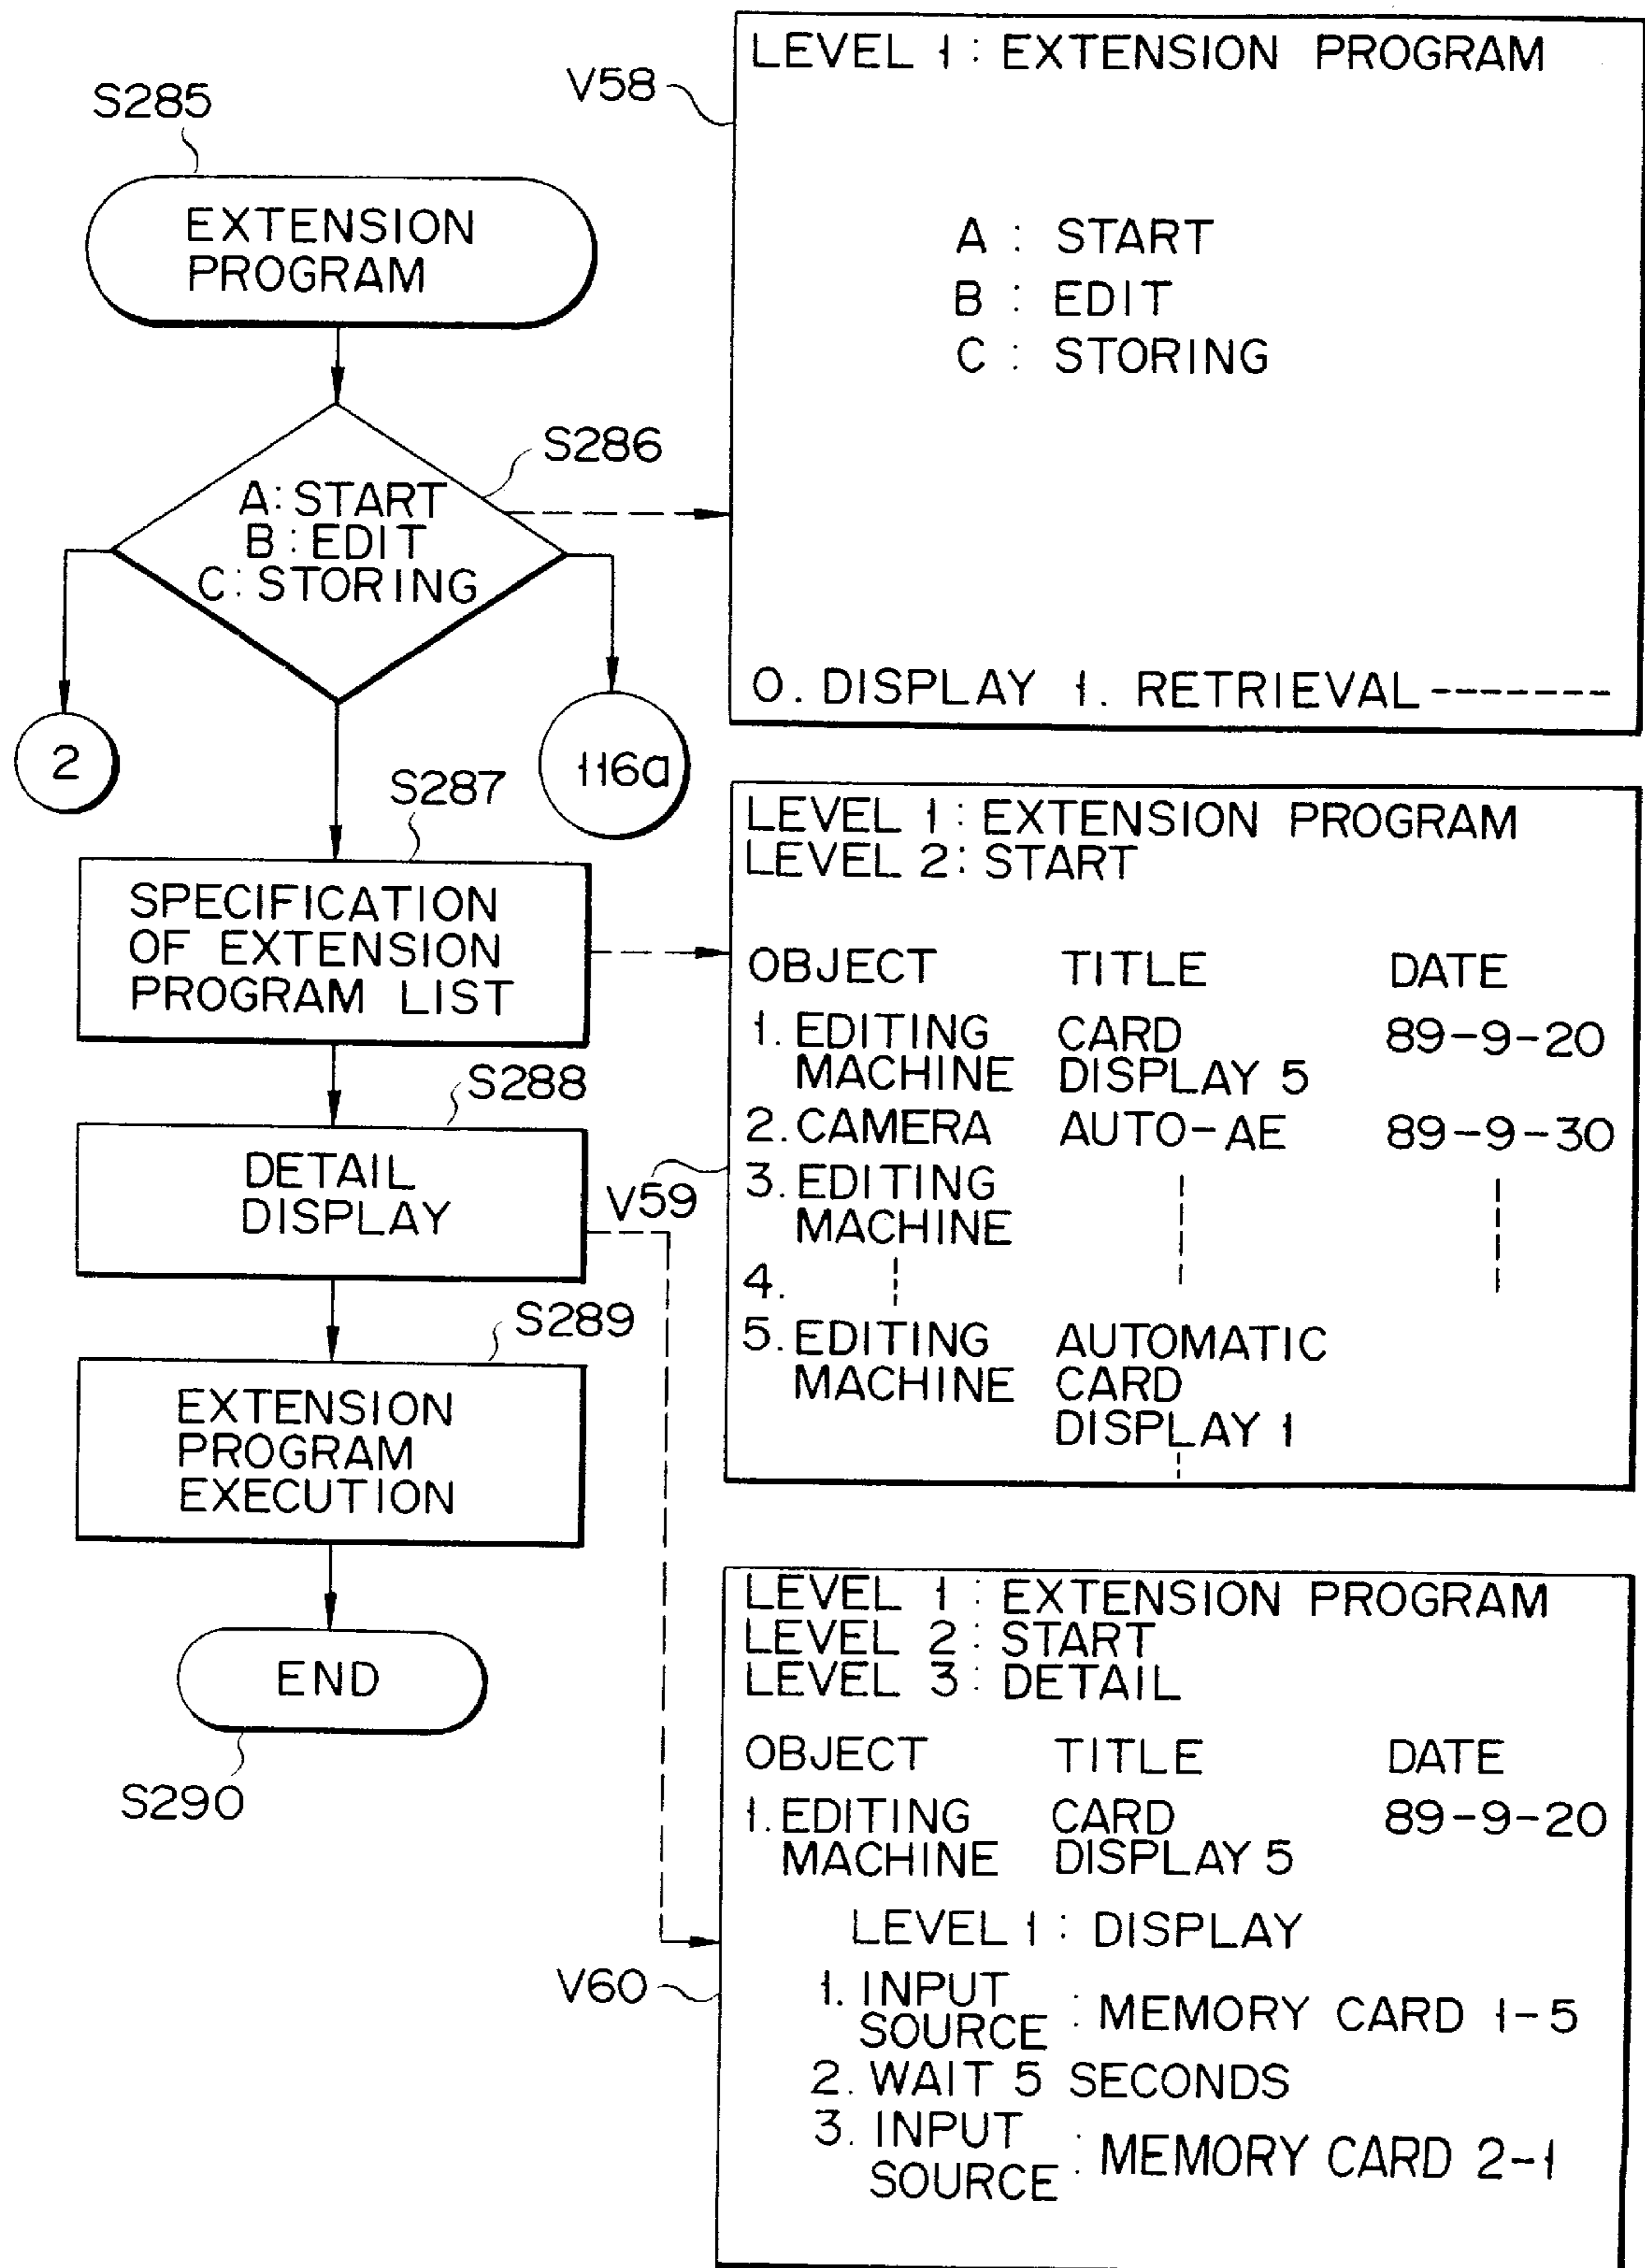 S285
EXTENSION
PROGRAM
S286
A: START
B: EDIT
C: STORING
2
116a
S287
SPECIFICATION
OF EXTENSION
PROGRAM LIST
S288
DETAIL
DISPLAY
S289
EXTENSION
PROGRAM
EXECUTION
END
S290
V58
LEVEL 1: EXTENSION PROGRAM
A : START
B : EDIT
C : STORING
0. DISPLAY 1. RETRIEVAL-------
V59
LEVEL 1: EXTENSION PROGRAM
LEVEL 2: START
OBJECT TITLE DATE
1. EDITING CARD 89-9-20
MACHINE DISPLAY 5
2. CAMERA AUTO-AE 89-9-30
3. EDITING
MACHINE
4.
5. EDITING AUTOMATIC
MACHINE CARD
DISPLAY 1
V60
LEVEL 1: EXTENSION PROGRAM
LEVEL 2: START
LEVEL 3: DETAIL
OBJECT TITLE DATE
1. EDITING CARD 89-9-20
MACHINE DISPLAY 5
LEVEL 1: DISPLAY
1. INPUT
SOURCE : MEMORY CARD 1-5
2. WAIT 5 SECONDS
3. INPUT
SOURCE : MEMORY CARD 2-1